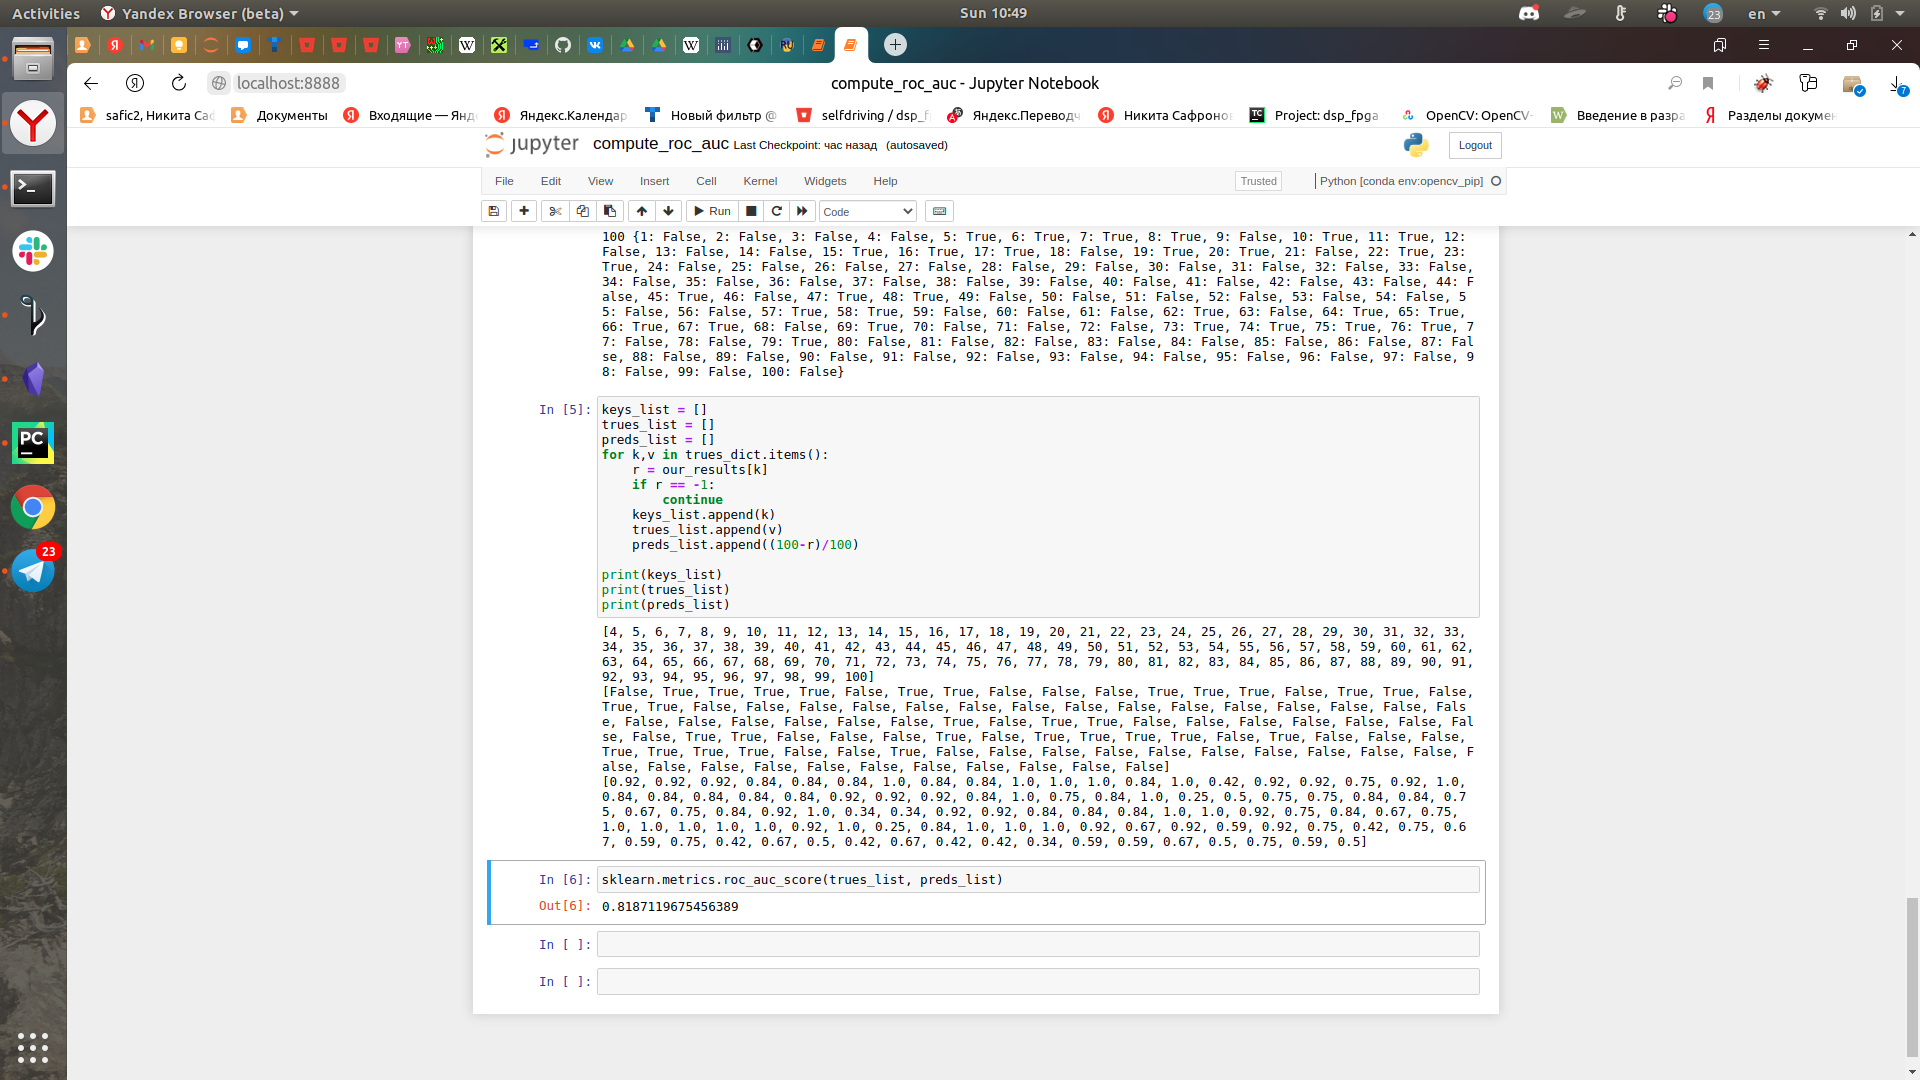 Activities
Yandex Browser (beta)
Sun 10:49
23
en
localhost:8888
compute_roc_auc - Jupyter Notebook
7
safic2, Никита Саф
Документы
Входящие — Янд
Яндекс.Календар
Новый фильтр @
selfdriving / dsp_f
Яндекс.Переводч
Никита Сафроно
Project: dsp_fpga
OpenCV: OpenCV-
Введение в разра
Разделы докумен
jupyter
compute_roc_auc Last Checkpoint: час назад (autosaved)
Logout
File Edit View Insert Cell Kernel Widgets Help
Trusted
Python [conda env:opencv_pip]
Run
Code
100 {1: False, 2: False, 3: False, 4: False, 5: True, 6: True, 7: True, 8: True, 9: False, 10: True, 11: True, 12:
False, 13: False, 14: False, 15: True, 16: True, 17: True, 18: False, 19: True, 20: True, 21: False, 22: True, 23:
True, 24: False, 25: False, 26: False, 27: False, 28: False, 29: False, 30: False, 31: False, 32: False, 33: False,
34: False, 35: False, 36: False, 37: False, 38: False, 39: False, 40: False, 41: False, 42: False, 43: False, 44: F
alse, 45: True, 46: False, 47: True, 48: True, 49: False, 50: False, 51: False, 52: False, 53: False, 54: False, 5
5: False, 56: False, 57: True, 58: True, 59: False, 60: False, 61: False, 62: True, 63: False, 64: True, 65: True,
66: True, 67: True, 68: False, 69: True, 70: False, 71: False, 72: False, 73: True, 74: True, 75: True, 76: True, 7
7: False, 78: False, 79: True, 80: False, 81: False, 82: False, 83: False, 84: False, 85: False, 86: False, 87: Fal
se, 88: False, 89: False, 90: False, 91: False, 92: False, 93: False, 94: False, 95: False, 96: False, 97: False, 9
8: False, 99: False, 100: False}
In [5]:
keys_list = []
trues_list = []
preds_list = []
for k,v in trues_dict.items():
    r = our_results[k]
    if r == -1:
        continue
    keys_list.append(k)
    trues_list.append(v)
    preds_list.append((100-r)/100)
print(keys_list)
print(trues_list)
print(preds_list)
[4, 5, 6, 7, 8, 9, 10, 11, 12, 13, 14, 15, 16, 17, 18, 19, 20, 21, 22, 23, 24, 25, 26, 27, 28, 29, 30, 31, 32, 33,
34, 35, 36, 37, 38, 39, 40, 41, 42, 43, 44, 45, 46, 47, 48, 49, 50, 51, 52, 53, 54, 55, 56, 57, 58, 59, 60, 61, 62,
63, 64, 65, 66, 67, 68, 69, 70, 71, 72, 73, 74, 75, 76, 77, 78, 79, 80, 81, 82, 83, 84, 85, 86, 87, 88, 89, 90, 91,
92, 93, 94, 95, 96, 97, 98, 99, 100]
[False, True, True, True, True, False, True, True, False, False, False, True, True, True, False, True, True, False,
True, True, False, False, False, False, False, False, False, False, False, False, False, False, False, False, Fals
e, False, False, False, False, False, False, True, False, True, True, False, False, False, False, False, False, Fal
se, False, True, True, False, False, False, True, False, True, True, True, True, False, True, False, False, False,
True, True, True, True, False, False, True, False, False, False, False, False, False, False, False, False, False, F
alse, False, False, False, False, False, False, False, False, False, False]
[0.92, 0.92, 0.92, 0.84, 0.84, 0.84, 1.0, 0.84, 0.84, 1.0, 1.0, 1.0, 0.84, 1.0, 0.42, 0.92, 0.92, 0.75, 0.92, 1.0,
0.84, 0.84, 0.84, 0.84, 0.84, 0.92, 0.92, 0.92, 0.84, 1.0, 0.75, 0.84, 1.0, 0.25, 0.5, 0.75, 0.75, 0.84, 0.84, 0.7
5, 0.67, 0.75, 0.84, 0.92, 1.0, 0.34, 0.34, 0.92, 0.92, 0.84, 0.84, 0.84, 1.0, 1.0, 0.92, 0.75, 0.84, 0.67, 0.75,
1.0, 1.0, 1.0, 1.0, 1.0, 0.92, 1.0, 0.25, 0.84, 1.0, 1.0, 1.0, 0.92, 0.67, 0.92, 0.59, 0.92, 0.75, 0.42, 0.75, 0.6
7, 0.59, 0.75, 0.42, 0.67, 0.5, 0.42, 0.67, 0.42, 0.42, 0.34, 0.59, 0.59, 0.67, 0.5, 0.75, 0.59, 0.5]
In [6]:
sklearn.metrics.roc_auc_score(trues_list, preds_list)
Out[6]:
0.8187119675456389
In [ ]:
In [ ]:
PC
23